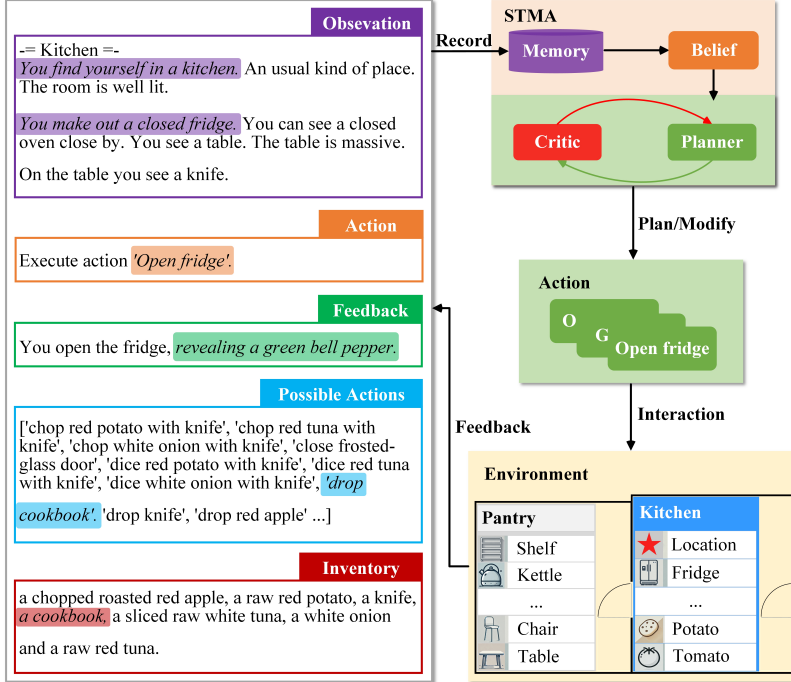 Obsevation
-= Kitchen =-
You find yourself in a kitchen. An usual kind of place.
The room is well lit.
You make out a closed fridge. You can see a closed
oven close by. You see a table. The table is massive.
On the table you see a knife.
Action
Execute action 'Open fridge'.
Feedback
You open the fridge, revealing a green bell pepper.
Possible Actions
['chop red potato with knife', 'chop red tuna with
knife', 'chop white onion with knife', 'close frosted-
glass door', 'dice red potato with knife', 'dice red tuna
with knife', 'dice white onion with knife', 'drop
cookbook'. 'drop knife', 'drop red apple' ...]
Inventory
a chopped roasted red apple, a raw red potato, a knife,
a cookbook, a sliced raw white tuna, a white onion
and a raw red tuna.
Record
STMA
Memory
Belief
Critic
Planner
Plan/Modify
Action
O
G
Open fridge
Interaction
Feedback
Environment
Pantry
Shelf
Kettle
...
Chair
Table
Kitchen
Location
Fridge
...
Potato
Tomato